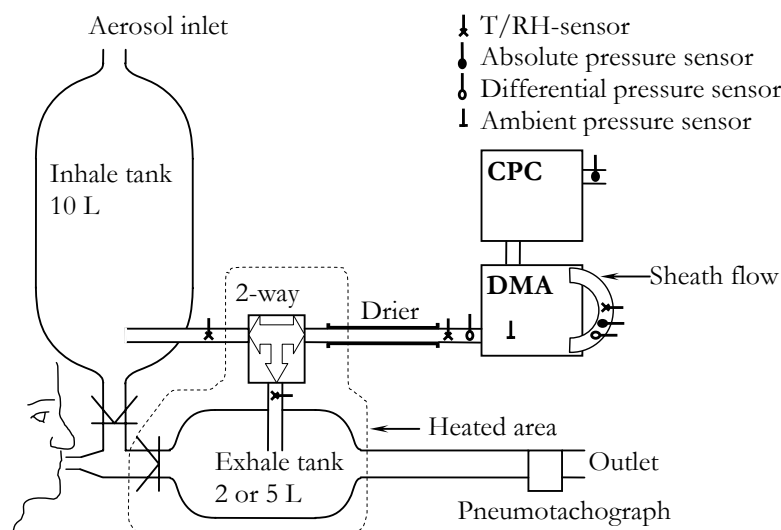 Aerosol inlet
T/RH-sensor
Absolute pressure sensor
Differential pressure sensor
Ambient pressure sensor
Inhale tank
10 L
CPC
Sheath flow
DMA
2-way
Drier
Heated area
Exhale tank
2 or 5 L
Outlet
Pneumotachograph